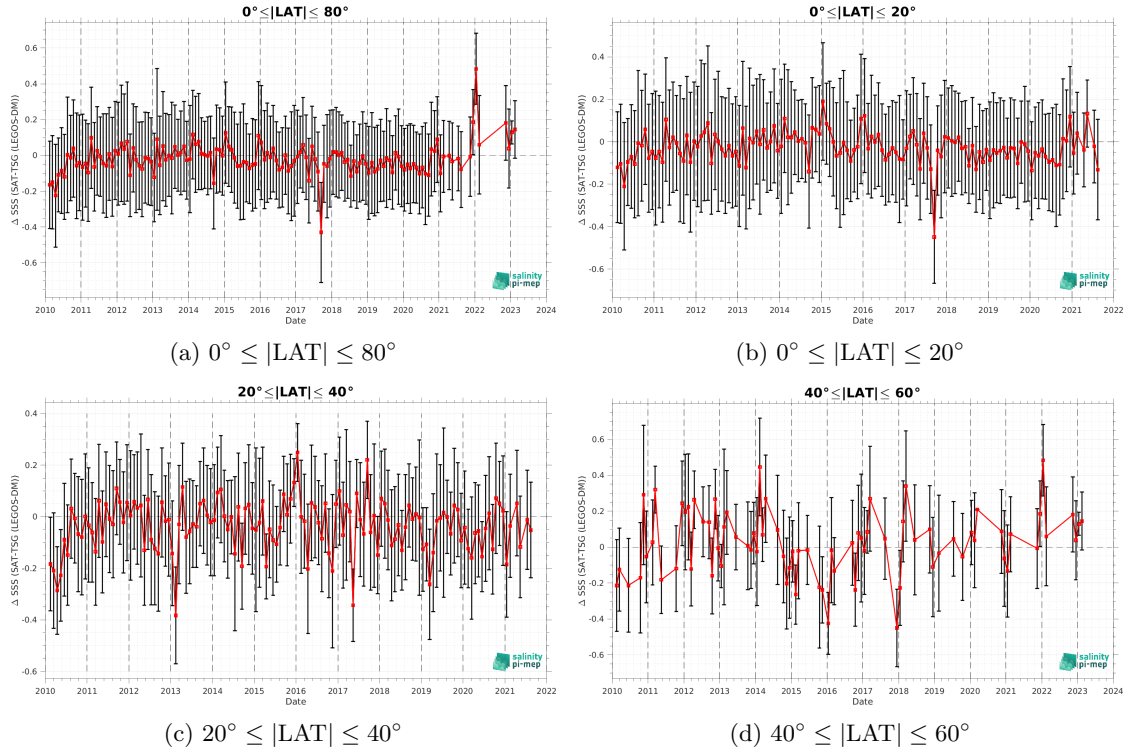 0°≤|LAT|≤ 80°
Δ SSS (SAT-TSG (LEGOS-DM))
0.6
0.4
0.2
0
-0.2
-0.4
-0.6
2010 2011 2012 2013 2014 2015 2016 2017 2018 2019 2020 2021 2022 2023 2024
Date
salinity
pi-mep
(a) 0° ≤ |LAT| ≤ 80°
0°≤|LAT|≤ 20°
Δ SSS (SAT-TSG (LEGOS-DM))
0.4
0.2
0
-0.2
-0.4
-0.6
2010 2011 2012 2013 2014 2015 2016 2017 2018 2019 2020 2021 2022
Date
salinity
pi-mep
(b) 0° ≤ |LAT| ≤ 20°
20°≤|LAT|≤ 40°
Δ SSS (SAT-TSG (LEGOS-DM))
0.4
0.2
0
-0.2
-0.4
-0.6
2010 2011 2012 2013 2014 2015 2016 2017 2018 2019 2020 2021 2022
Date
salinity
pi-mep
(c) 20° ≤ |LAT| ≤ 40°
40°≤|LAT|≤ 60°
Δ SSS (SAT-TSG (LEGOS-DM))
0.6
0.4
0.2
0
-0.2
-0.4
-0.6
2010 2011 2012 2013 2014 2015 2016 2017 2018 2019 2020 2021 2022 2023 2024
Date
salinity
pi-mep
(d) 40° ≤ |LAT| ≤ 60°